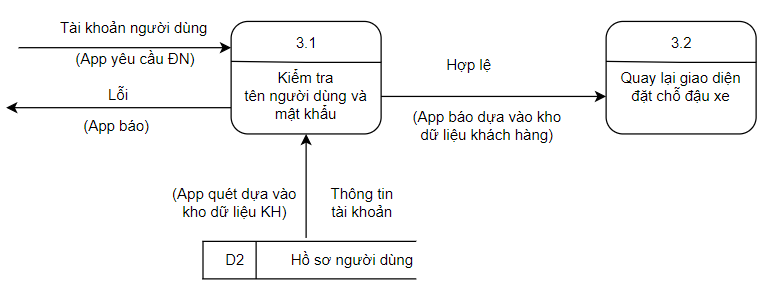 Tài khoản người dùng
(App yêu cầu ĐN)
Lỗi
(App báo)
3.1
Kiểm tra
tên người dùng và
mật khẩu
Hợp lệ
(App báo dựa vào kho
dữ liệu khách hàng)
3.2
Quay lại giao diện
đặt chỗ đậu xe
(App quét dựa vào
kho dữ liệu KH)
Thông tin
tài khoản
D2
Hồ sơ người dùng